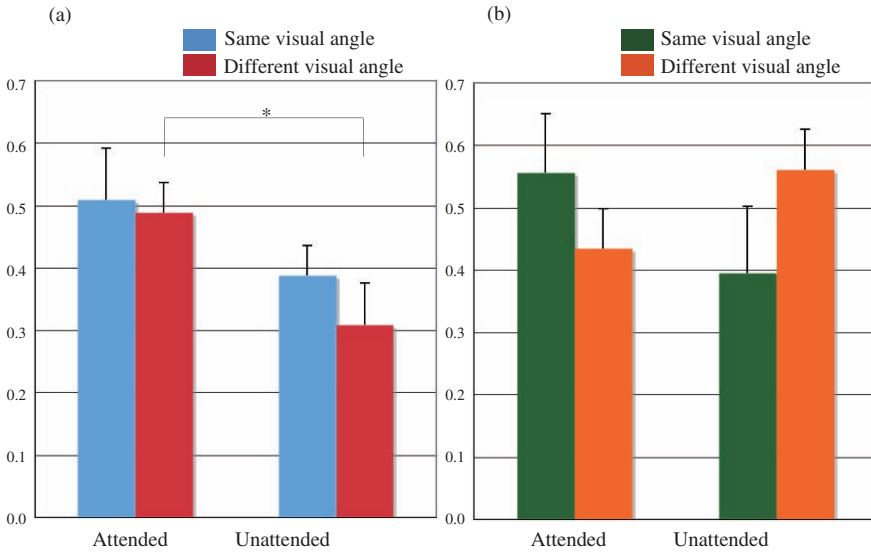 (a)
Same visual angle
Different visual angle
(b)
Same visual angle
Different visual angle
0.7
0.6
0.5
0.4
0.3
0.2
0.1
0.0
*
Attended
Unattended
0.7
0.6
0.5
0.4
0.3
0.2
0.1
0.0
Attended
Unattended